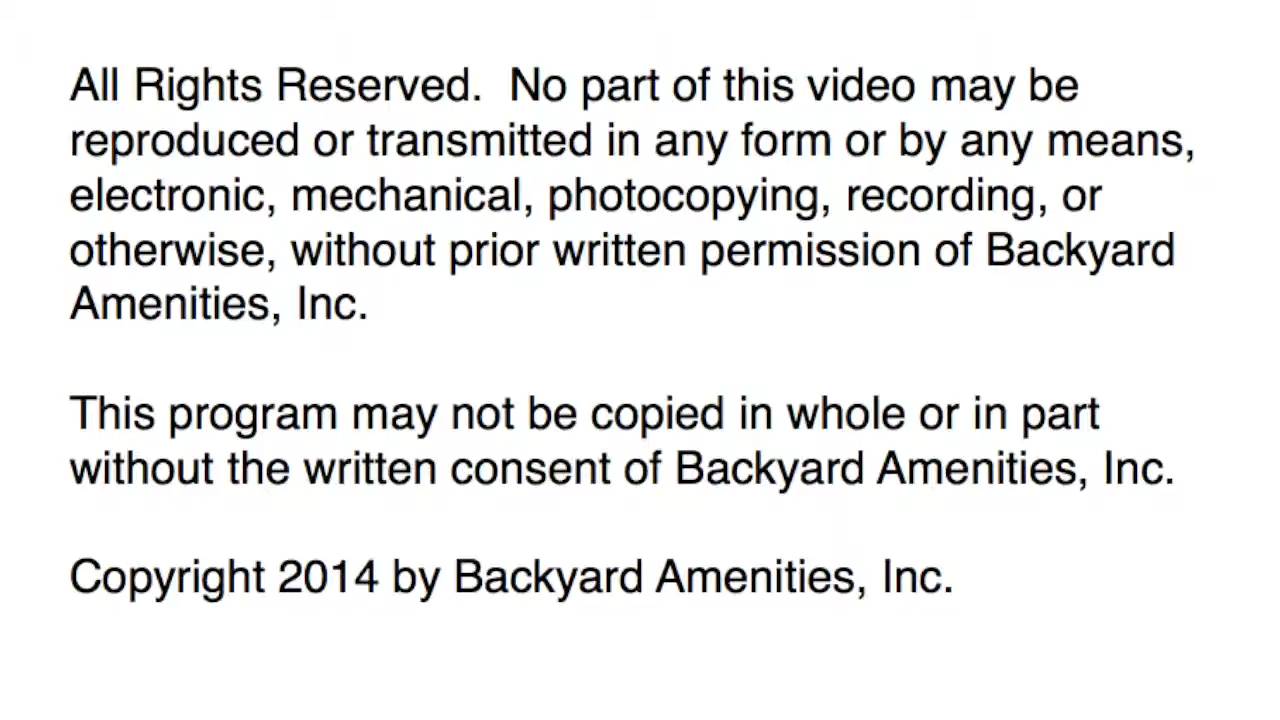 All Rights Reserved.  No part of this video may be
reproduced or transmitted in any form or by any means,
electronic, mechanical, photocopying, recording, or
otherwise, without prior written permission of Backyard
Amenities, Inc.
This program may not be copied in whole or in part
without the written consent of Backyard Amenities, Inc.
Copyright 2014 by Backyard Amenities, Inc.